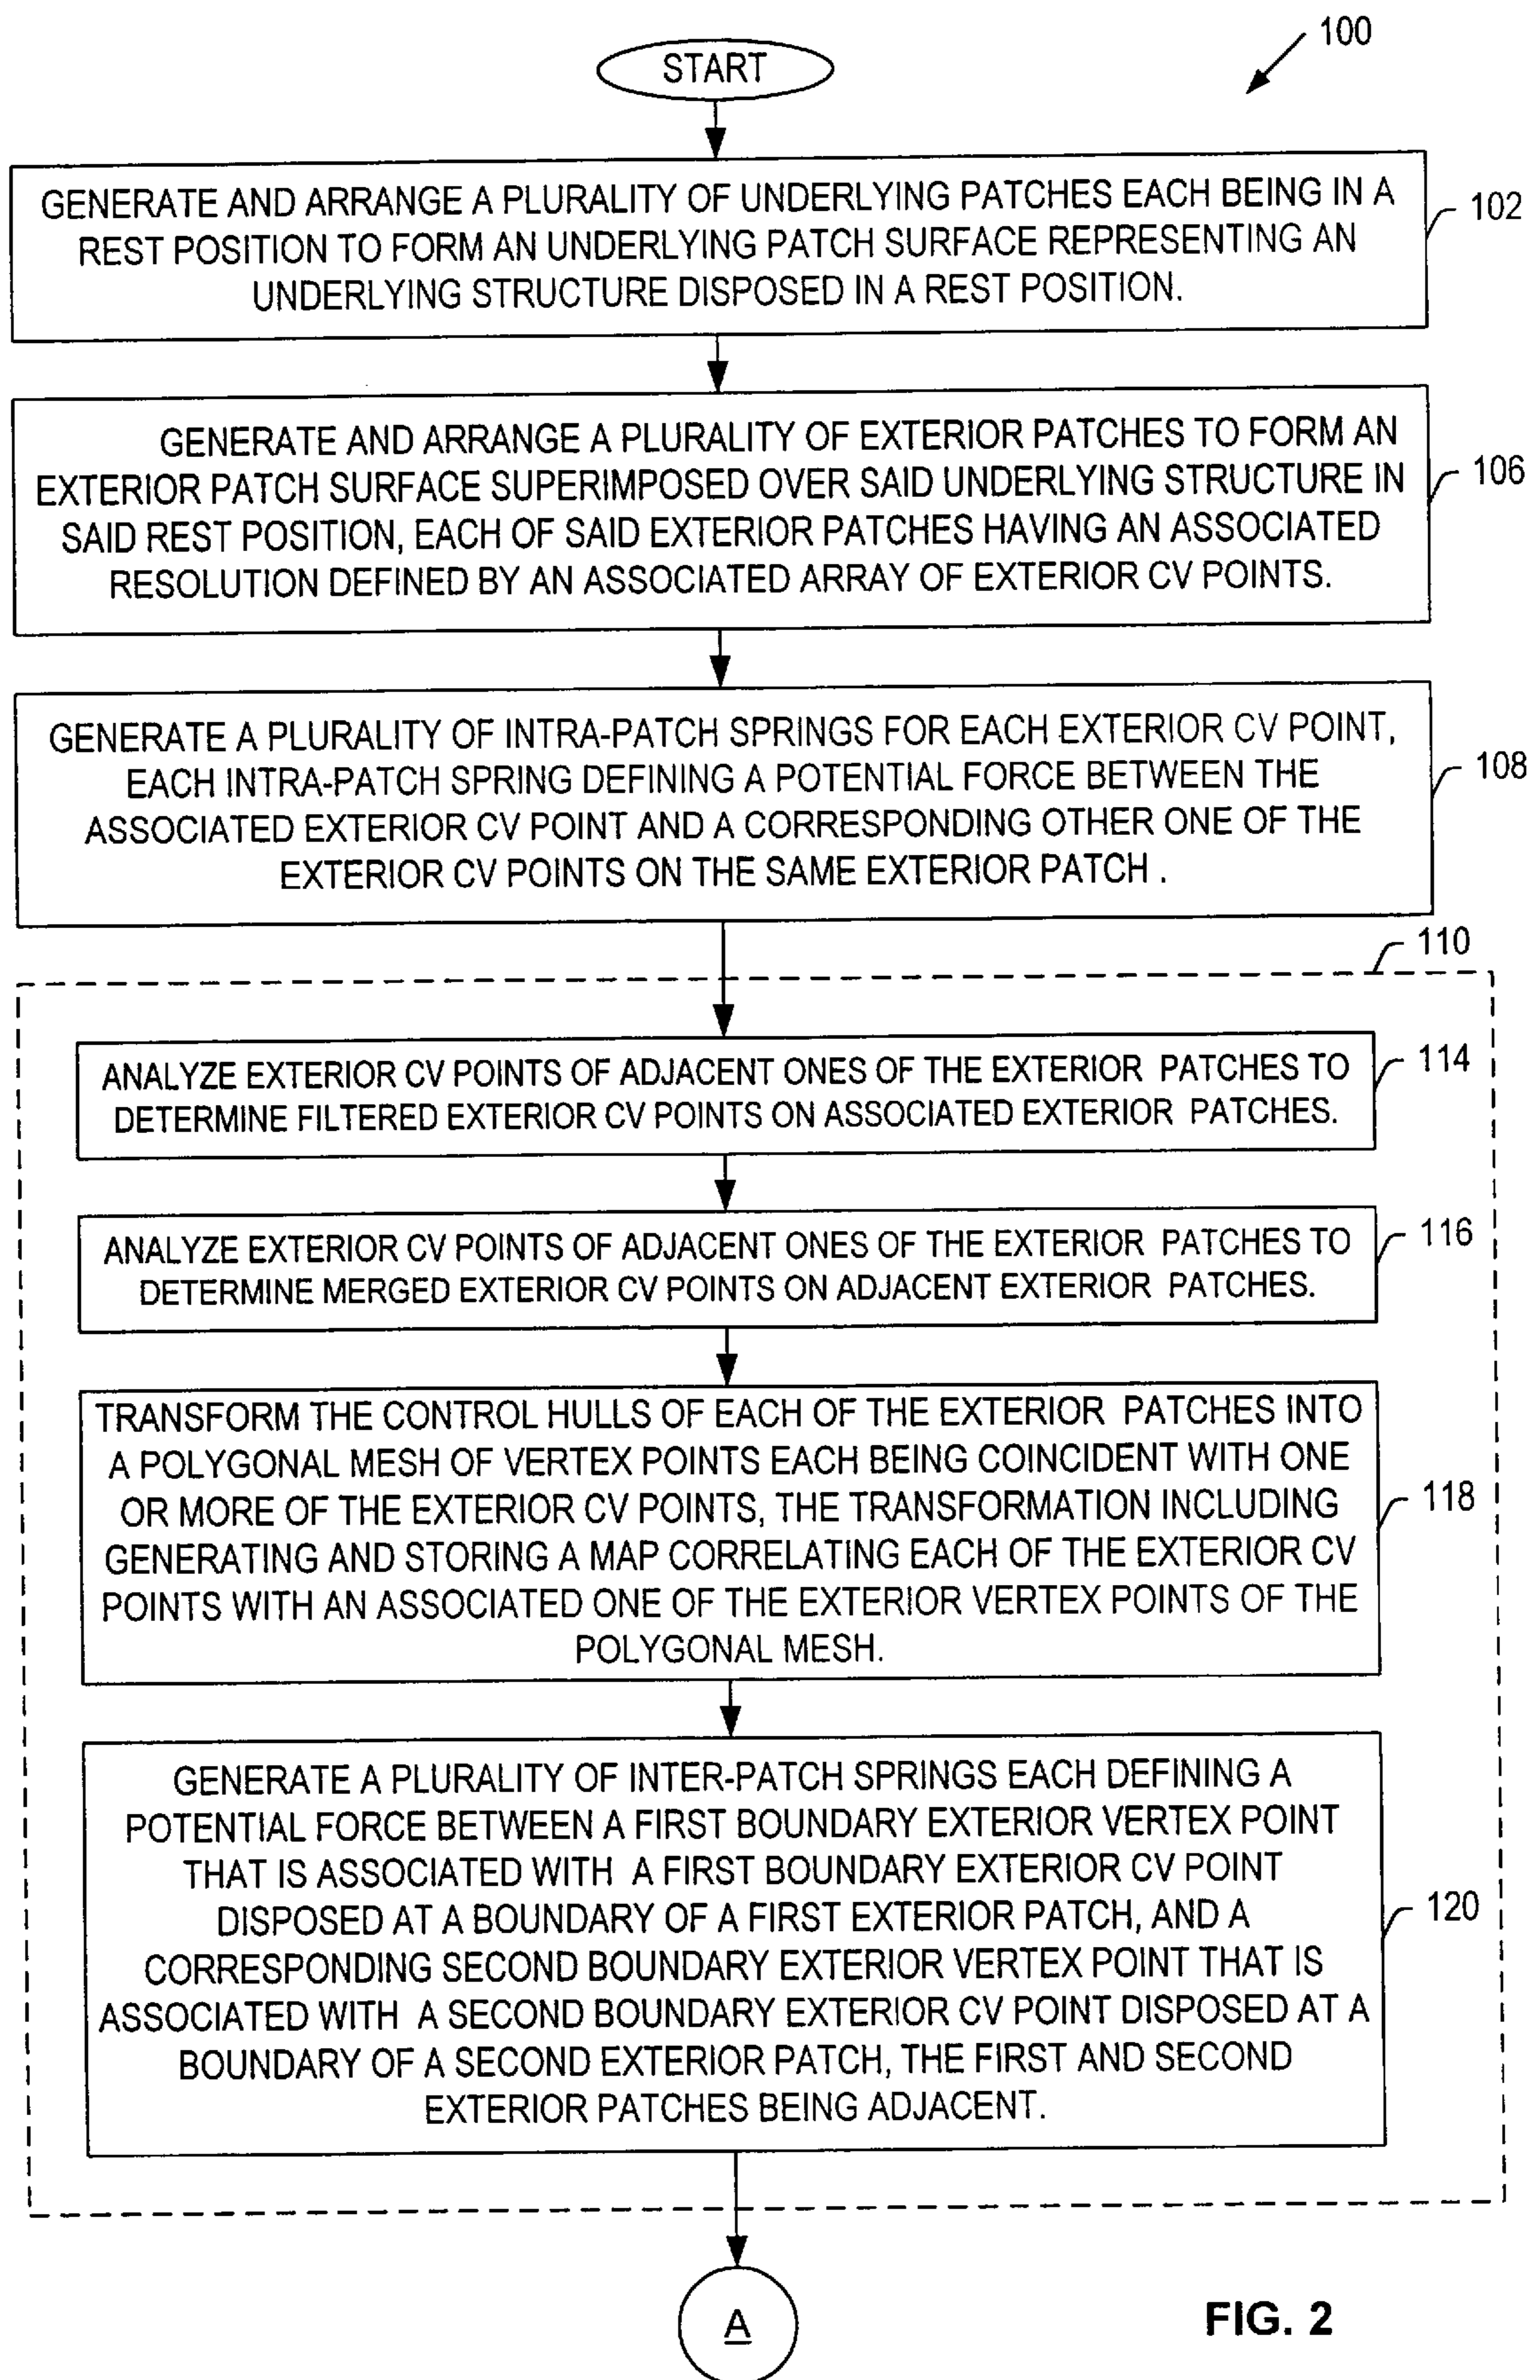 100
START
GENERATE AND ARRANGE A PLURALITY OF UNDERLYING PATCHES EACH BEING IN A
REST POSITION TO FORM AN UNDERLYING PATCH SURFACE REPRESENTING AN
UNDERLYING STRUCTURE DISPOSED IN A REST POSITION.
102
GENERATE AND ARRANGE A PLURALITY OF EXTERIOR PATCHES TO FORM AN
EXTERIOR PATCH SURFACE SUPERIMPOSED OVER SAID UNDERLYING STRUCTURE IN
SAID REST POSITION, EACH OF SAID EXTERIOR PATCHES HAVING AN ASSOCIATED
RESOLUTION DEFINED BY AN ASSOCIATED ARRAY OF EXTERIOR CV POINTS.
106
GENERATE A PLURALITY OF INTRA-PATCH SPRINGS FOR EACH EXTERIOR CV POINT,
EACH INTRA-PATCH SPRING DEFINING A POTENTIAL FORCE BETWEEN THE
ASSOCIATED EXTERIOR CV POINT AND A CORRESPONDING OTHER ONE OF THE
EXTERIOR CV POINTS ON THE SAME EXTERIOR PATCH .
108
110
ANALYZE EXTERIOR CV POINTS OF ADJACENT ONES OF THE EXTERIOR PATCHES TO
DETERMINE FILTERED EXTERIOR CV POINTS ON ASSOCIATED EXTERIOR PATCHES.
114
ANALYZE EXTERIOR CV POINTS OF ADJACENT ONES OF THE EXTERIOR PATCHES TO
DETERMINE MERGED EXTERIOR CV POINTS ON ADJACENT EXTERIOR PATCHES.
116
TRANSFORM THE CONTROL HULLS OF EACH OF THE EXTERIOR PATCHES INTO
A POLYGONAL MESH OF VERTEX POINTS EACH BEING COINCIDENT WITH ONE
OR MORE OF THE EXTERIOR CV POINTS, THE TRANSFORMATION INCLUDING
GENERATING AND STORING A MAP CORRELATING EACH OF THE EXTERIOR CV
POINTS WITH AN ASSOCIATED ONE OF THE EXTERIOR VERTEX POINTS OF THE
POLYGONAL MESH.
118
GENERATE A PLURALITY OF INTER-PATCH SPRINGS EACH DEFINING A
POTENTIAL FORCE BETWEEN A FIRST BOUNDARY EXTERIOR VERTEX POINT
THAT IS ASSOCIATED WITH A FIRST BOUNDARY EXTERIOR CV POINT
DISPOSED AT A BOUNDARY OF A FIRST EXTERIOR PATCH, AND A
CORRESPONDING SECOND BOUNDARY EXTERIOR VERTEX POINT THAT IS
ASSOCIATED WITH A SECOND BOUNDARY EXTERIOR CV POINT DISPOSED AT A
BOUNDARY OF A SECOND EXTERIOR PATCH, THE FIRST AND SECOND
EXTERIOR PATCHES BEING ADJACENT.
120
A
FIG. 2